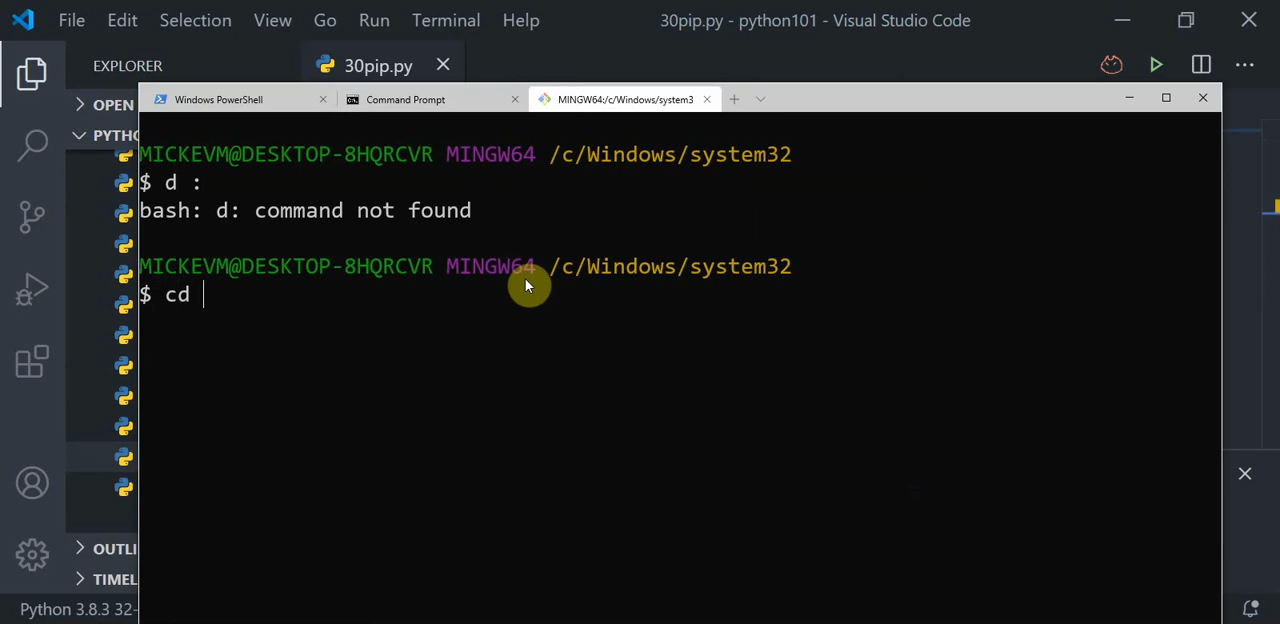 File Edit Selection View Go Run Terminal Help 30pip.py - python101 - Visual Studio Code
EXPLORER 30pip.py
OPEN
PYTHO
Windows PowerShell Command Prompt MINGW64:/c/Windows/system3
MICKEVM@DESKTOP-8HQRCVR MINGW64 /c/Windows/system32
$ d :
bash: d: command not found
MICKEVM@DESKTOP-8HQRCVR MINGW64 /c/Windows/system32
$ cd
OUTLI
TIMEL
Python 3.8.3 32-